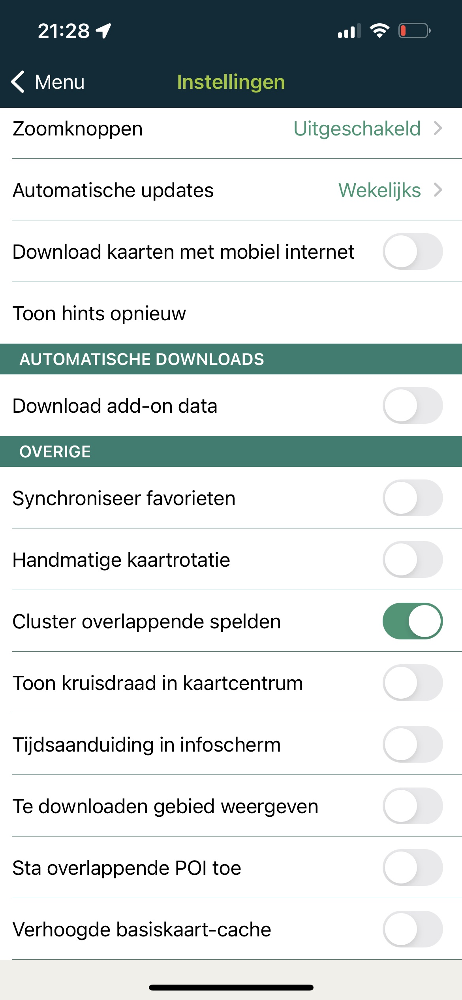 21:28
Menu
Instellingen
Zoomknoppen Uitgeschakeld
Automatische updates Wekelijks
Download kaarten met mobiel internet
Toon hints opnieuw
AUTOMATISCHE DOWNLOADS
Download add-on data
OVERIGE
Synchroniseer favorieten
Handmatige kaartrotatie
Cluster overlappende spelden
Toon kruisdraad in kaartcentrum
Tijdsaanduiding in infoscherm
Te downloaden gebied weergeven
Sta overlappende POI toe
Verhoogde basiskaart-cache